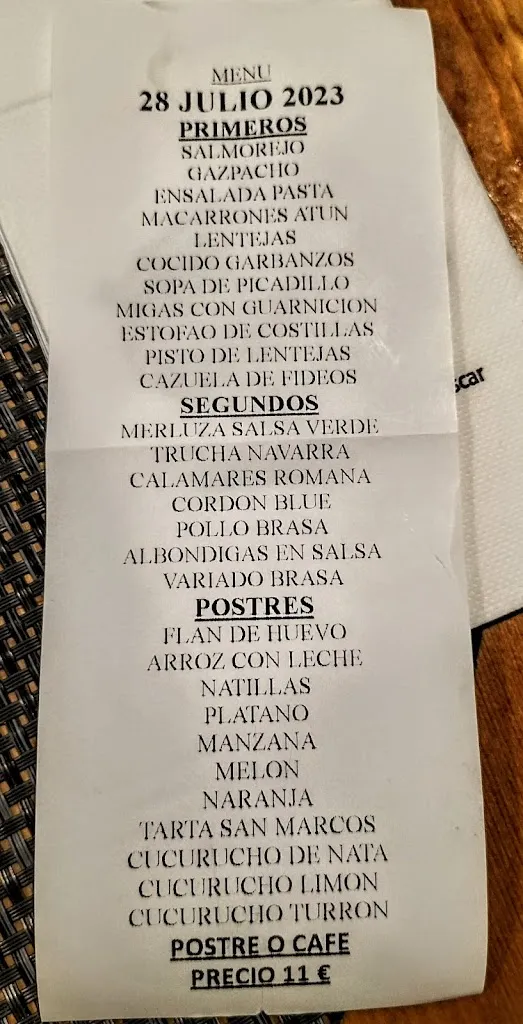 MENU
28 JULIO 2023
PRIMEROS
SALMOREJO
GAZPACHO
ENSALADA PASTA
MACARRONES ATUN
LENTEJAS
COCIDO GARBANZOS
SOPA DE PICADILLO
MIGAS CON GUARNICION
ESTOFAO DE COSTILLAS
PISTO DE LENTEJAS
CAZUELA DE FIDEOS
SEGUNDOS
MERLUZA SALSA VERDE
TRUCHA NAVARRA
CALAMARES ROMANA
CORDON BLUE
POLLO BRASA
ALBONDIGAS EN SALSA
VARIADO BRASA
POSTRES
FLAN DE HUEVO
ARROZ CON LECHE
NATILLAS
PLATANO
MANZANA
MELON
NARANJA
TARTA SAN MARCOS
CUCURUCHO DE NATA
CUCURUCHO LIMON
CUCURUCHO TURRON
POSTRE O CAFE
PRECIO 11 €